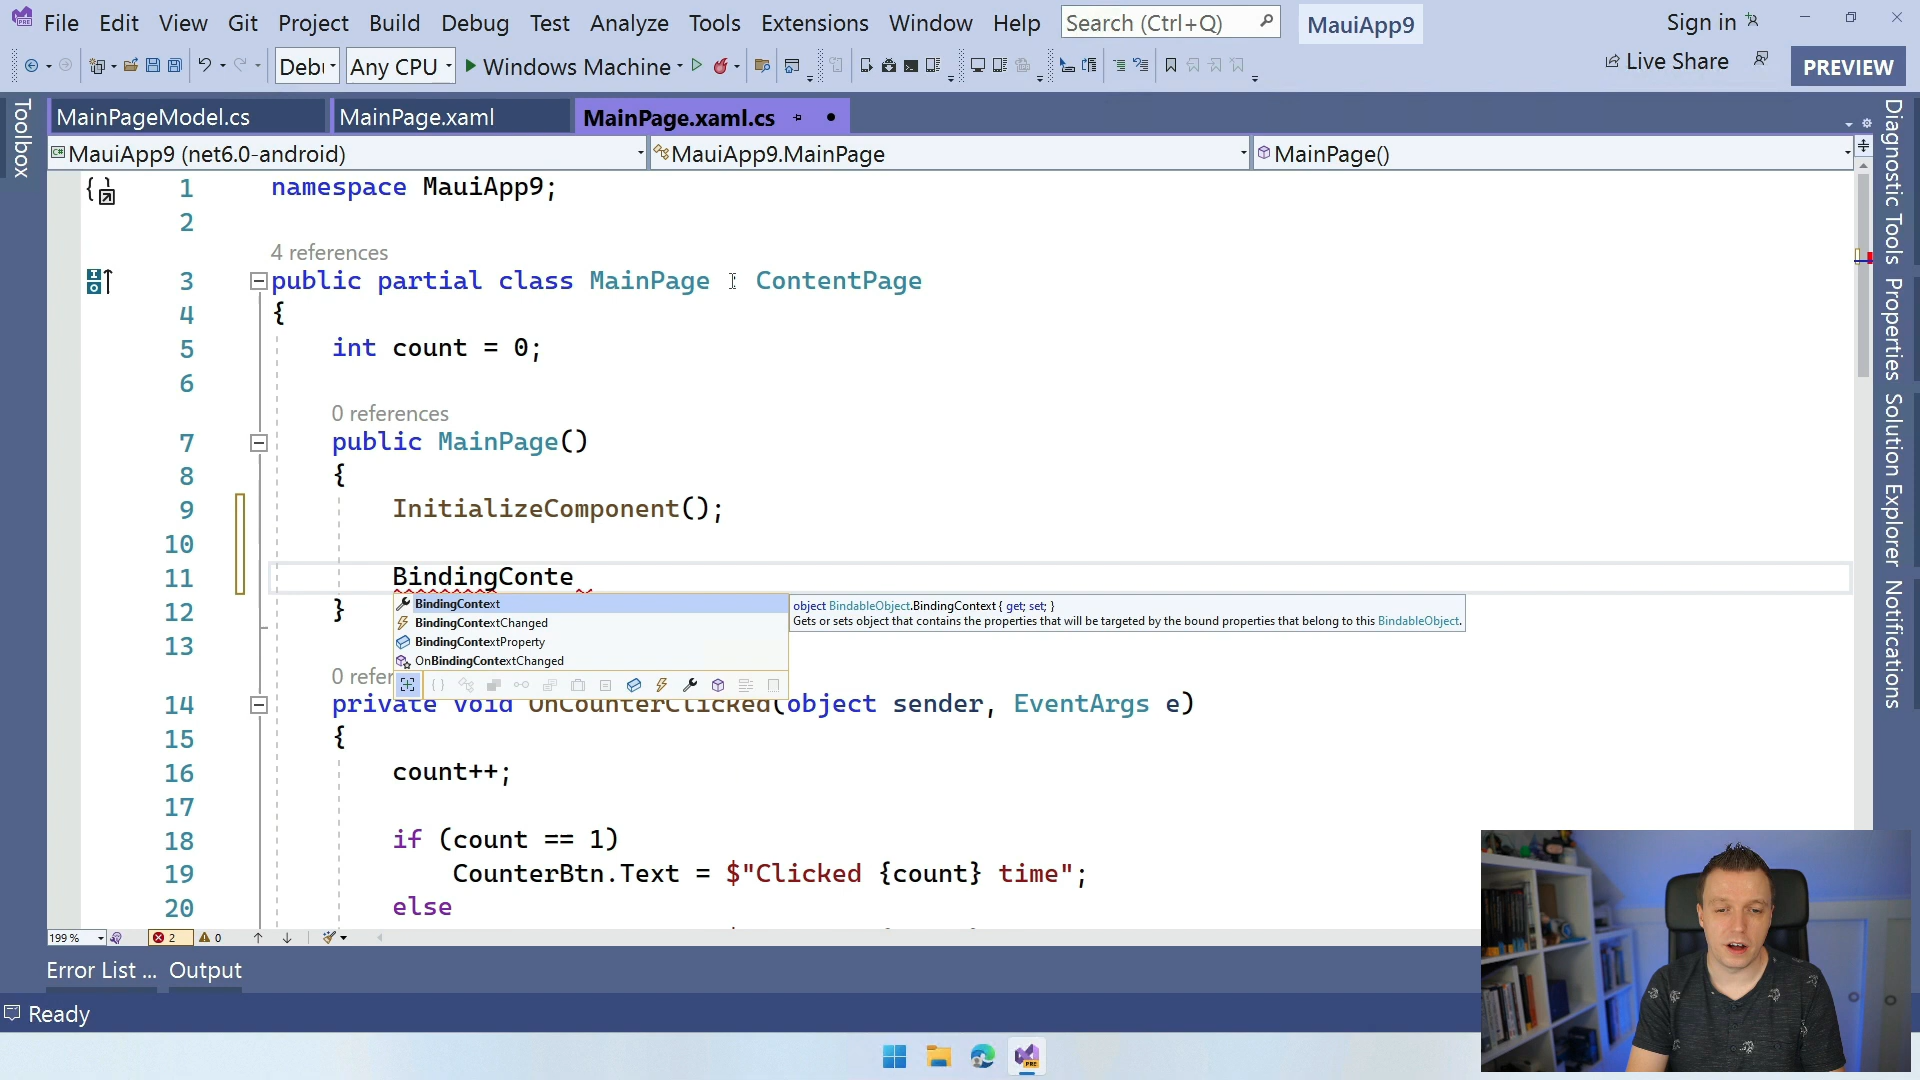 File Edit View Git Project Build Debug Test Analyze Tools Extensions Window Help Search (Ctrl+Q) MauiApp9 Sign in
Debu Any CPU Windows Machine Live Share PREVIEW
Toolbox
MainPageModel.cs MainPage.xaml MainPage.xaml.cs
MauiApp9 (net6.0-android) MauiApp9.MainPage MainPage()
1 namespace MauiApp9;
2
4 references
3 public partial class MainPage ContentPage
4 {
5 int count = 0;
6
0 references
7 public MainPage()
8 {
9 InitializeComponent();
10
11 BindingConte
12 }
13
BindingContext
BindingContextChanged
BindingContextProperty
OnBindingContextChanged
object BindableObject.BindingContext { get; set; }
Gets or sets object that contains the properties that will be targeted by the bound properties that belong to this BindableObject.
0 refer
14 private void OnCounterClicked(object sender, EventArgs e)
15 {
16 count++;
17
18 if (count == 1)
19 CounterBtn.Text = $"Clicked {count} time";
20 else
199 % 2 0
Error List ... Output
Ready
Diagnostic Tools
Properties
Solution Explorer
Notifications